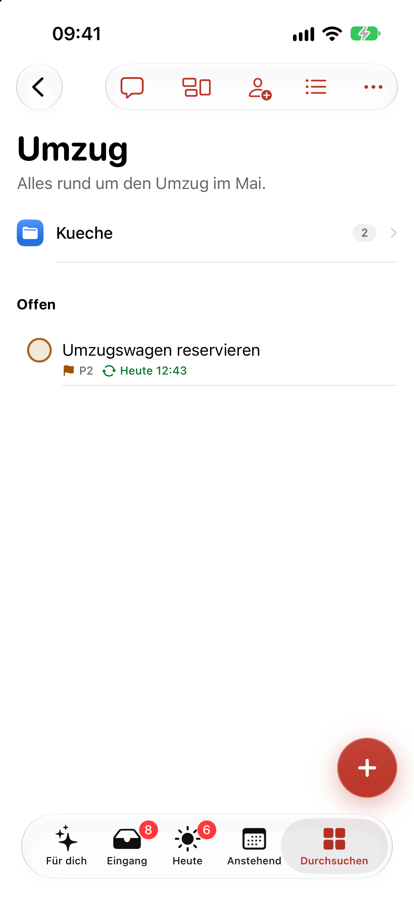 09:41
Umzug
Alles rund um den Umzug im Mai.
Kueche 2
Offen
Umzugswagen reservieren
P2 Heute 12:43
8 6
Für dich Eingang Heute Anstehend Durchsuchen